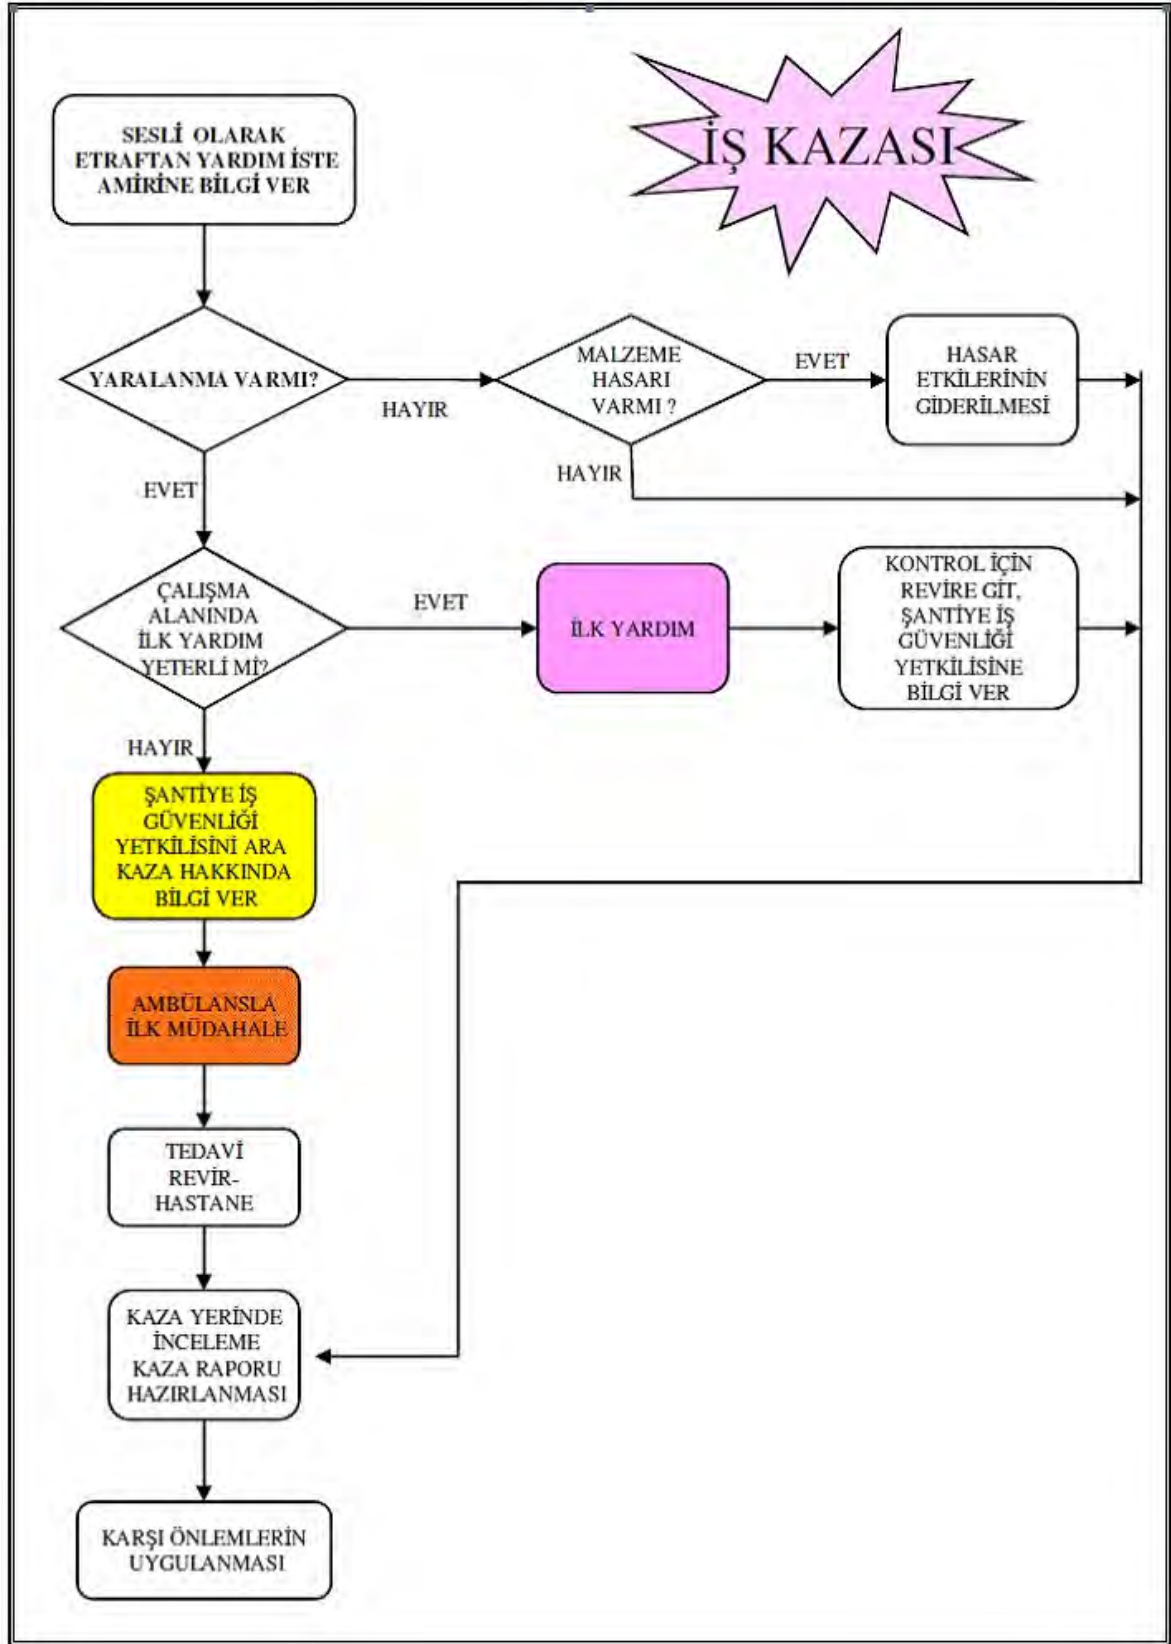 İŞ KAZASI
SESLİ OLARAK
ETRAFTAN YARDIM İSTE
AMİRİNE BİLGİ VER
YARALANMA VARMI?
HAYIR
MALZEME
HASARI
VARMI ?
EVET
HASAR
ETKİLERİNİN
GİDERİLMESİ
HAYIR
EVET
ÇALIŞMA
ALANINDA
İLK YARDIM
YETERLİ Mİ?
EVET
İLK YARDIM
KONTROL İÇİN
REVİRE GİT,
ŞANTİYE İŞ
GÜVENLİĞİ
YETKİLİSİNE
BİLGİ VER
HAYIR
ŞANTİYE İŞ
GÜVENLİĞİ
YETKİLİSİNİ ARA
KAZA HAKKINDA
BİLGİ VER
AMBÜLANSLA
İLK MÜDAHALE
TEDAVİ
REVİR-
HASTANE
KAZA YERİNDE
İNCELEME
KAZA RAPORU
HAZIRLANMASI
KARŞI ÖNLEMLERİN
UYGULANMASI